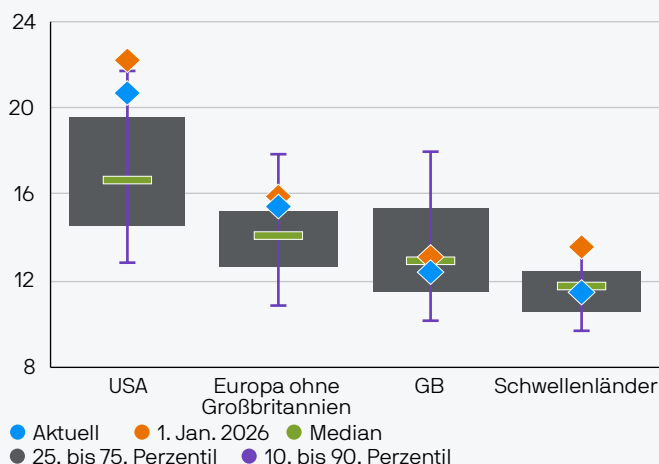 24
20
16
12
8
USA
Europa ohne
Großbritannien
GB
Schwellenländer
Aktuell
1. Jan. 2026
Median
25. bis 75. Perzentil
10. bis 90. Perzentil